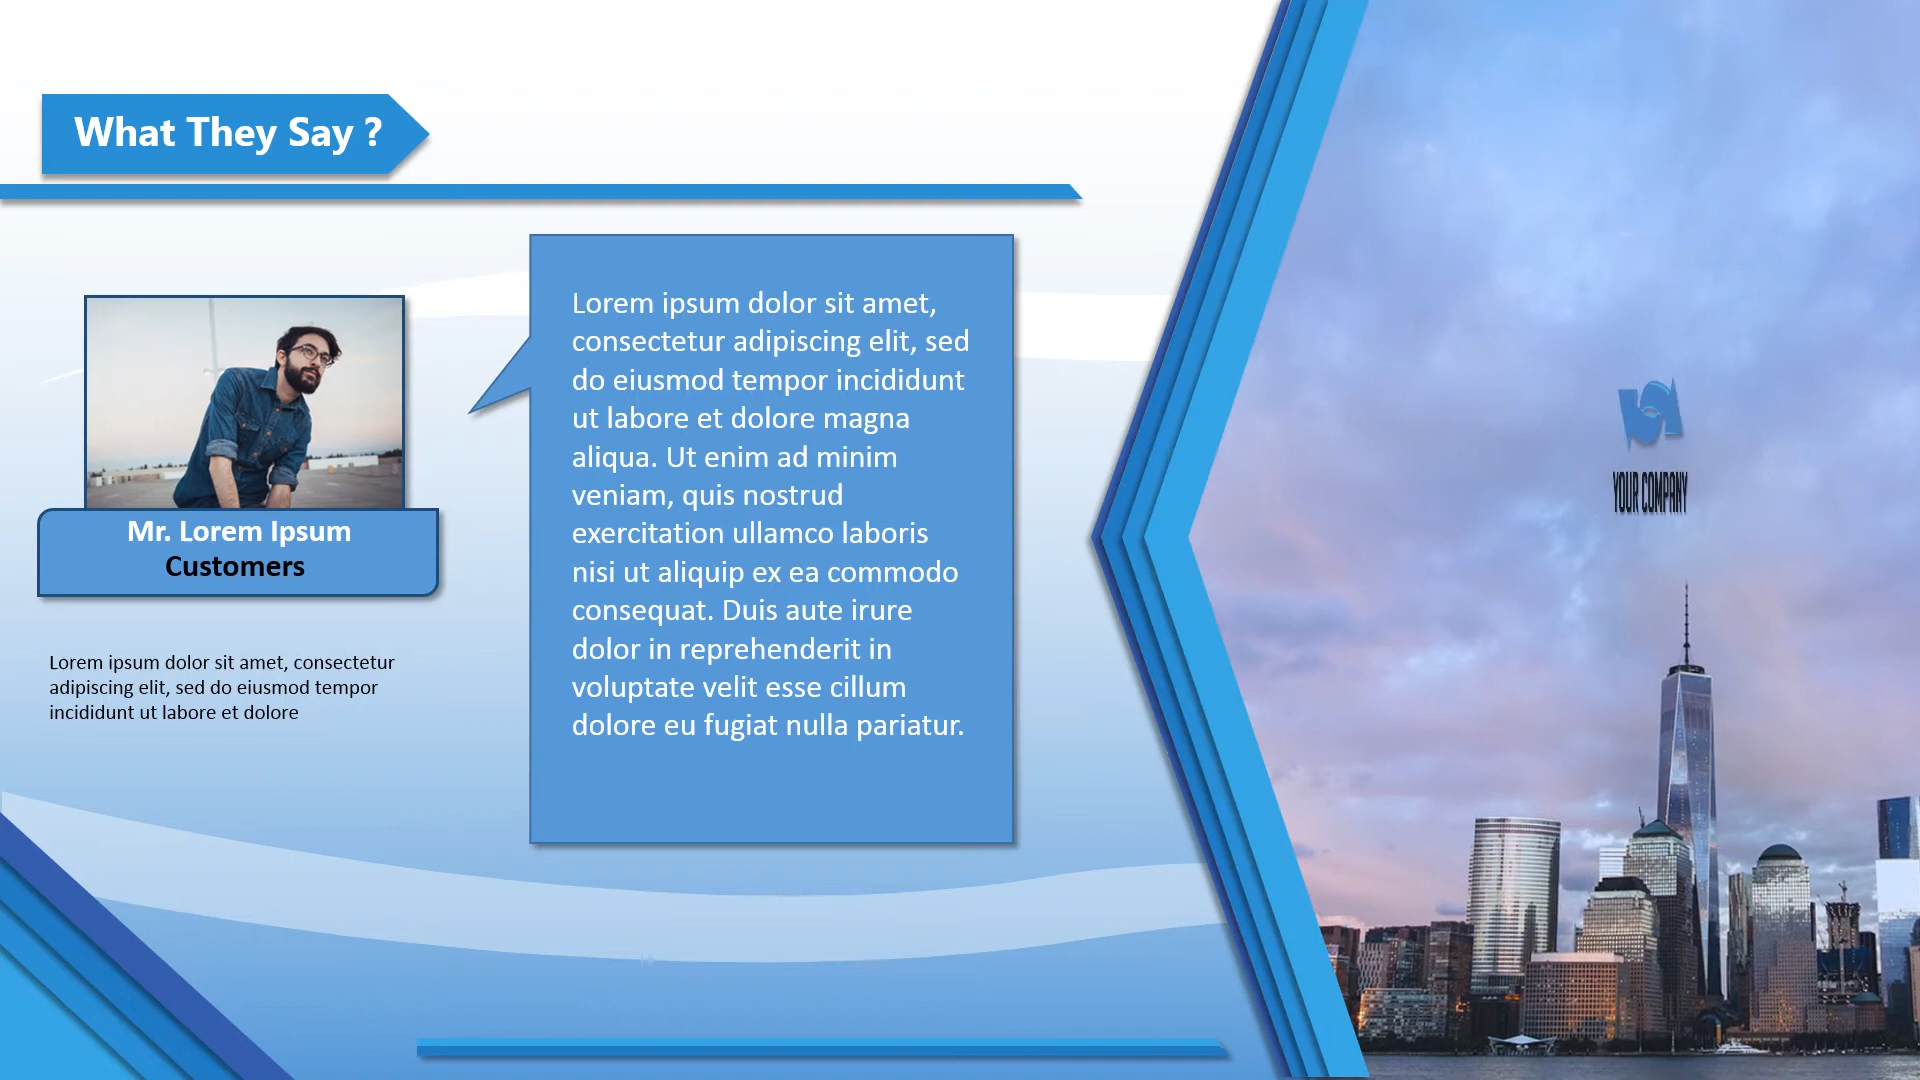 What They Say ?
Mr. Lorem Ipsum
Customers
Lorem ipsum dolor sit amet, consectetur
adipiscing elit, sed do eiusmod tempor
incididunt ut labore et dolore
Lorem ipsum dolor sit amet,
consectetur adipiscing elit, sed
do eiusmod tempor incididunt
ut labore et dolore magna
aliqua. Ut enim ad minim
veniam, quis nostrud
exercitation ullamco laboris
nisi ut aliquip ex ea commodo
consequat. Duis aute irure
dolor in reprehenderit in
voluptate velit esse cillum
dolore eu fugiat nulla pariatur.
YOUR COMPANY